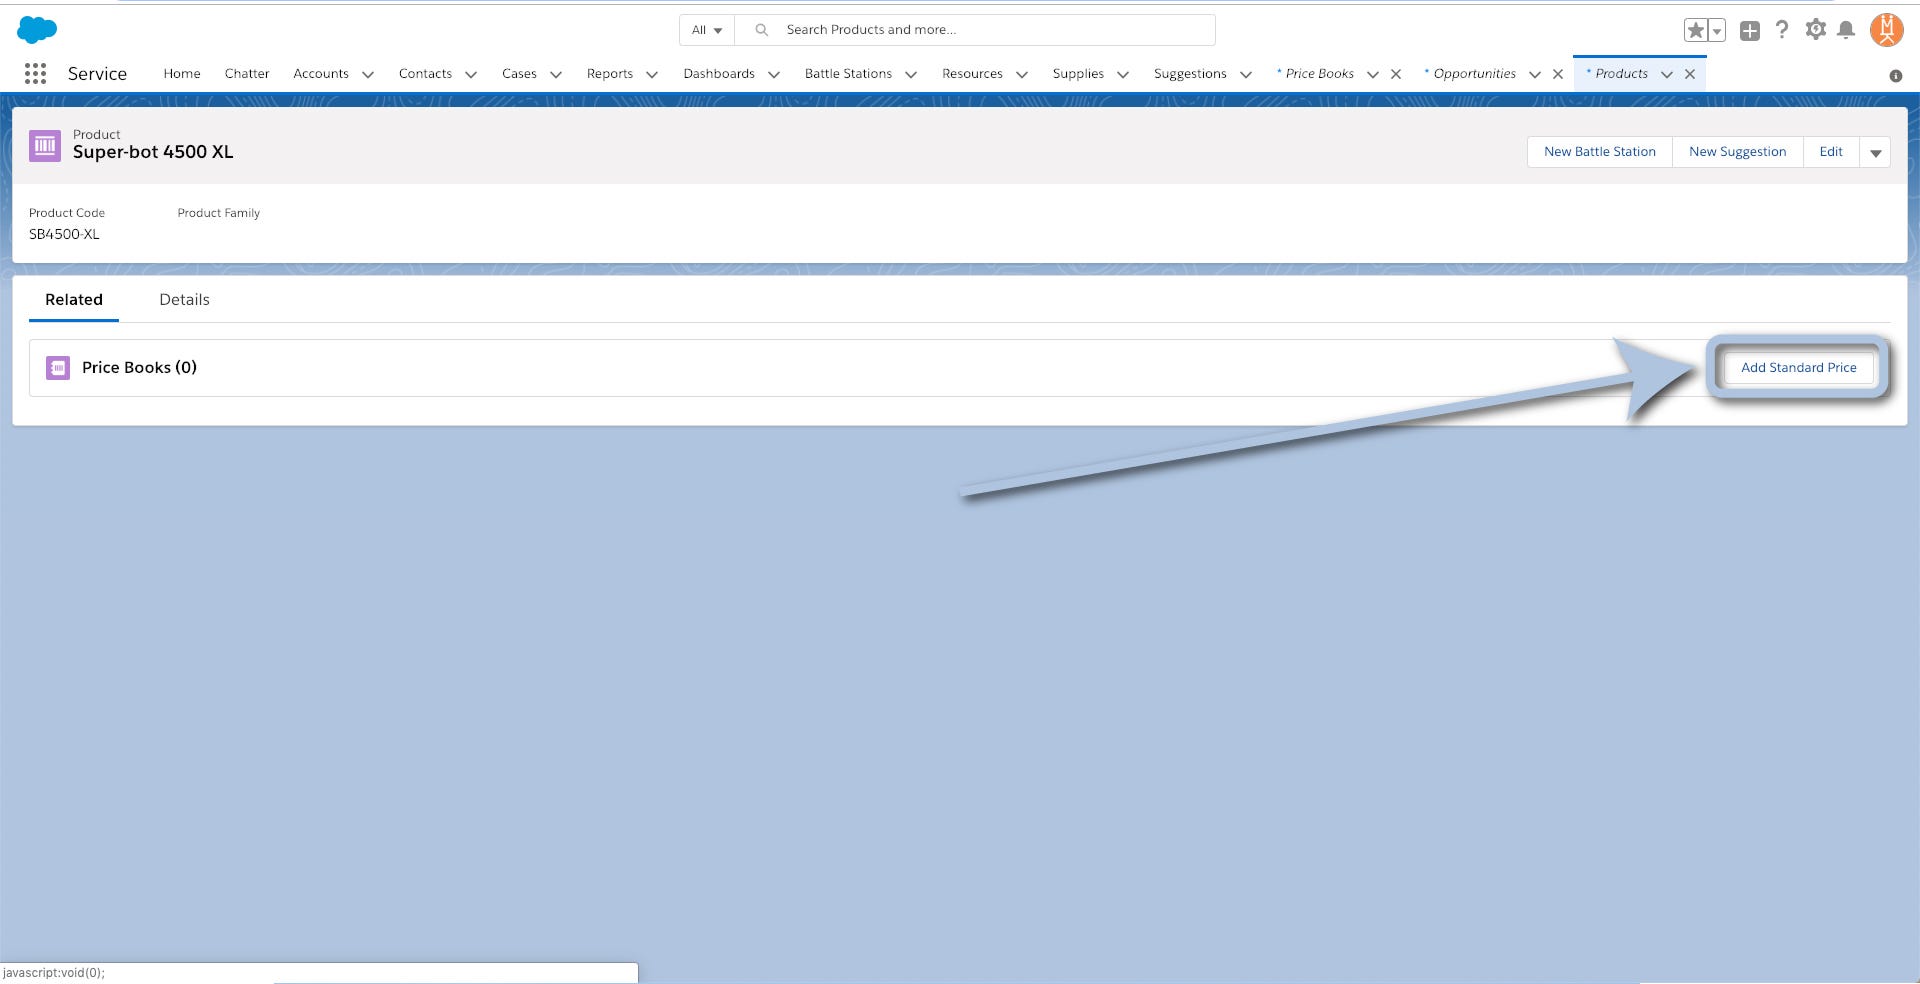 All Search Products and more...
Service Home Chatter Accounts Contacts Cases Reports Dashboards Battle Stations Resources Supplies Suggestions * Price Books * Opportunities * Products
Product
Super-bot 4500 XL
New Battle Station New Suggestion Edit
Product Code Product Family
SB4500-XL
Related Details
Price Books (0) Add Standard Price
javascript:void(0);